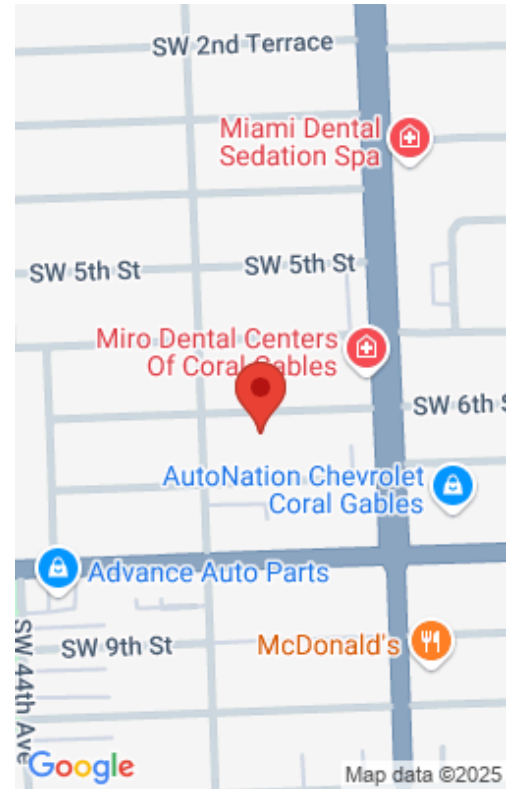 SW 2nd Terrace
Miami Dental
Sedation Spa
SW 5th St
SW 5th St
Miro Dental Centers
Of Coral Gables
SW 6th S
AutoNation Chevrolet
Coral Gables
Advance Auto Parts
SW 9th St
McDonald's
SW 44th Ave
Google
Map data ©2025